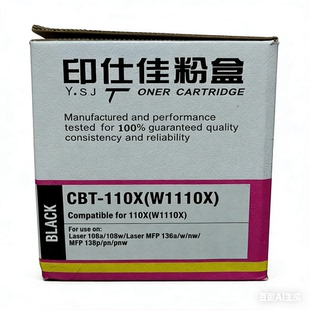 印仕佳粉盒
Y.SJ TONER CARTRIDGE
Manufactured and performance
tested for 100% guaranteed quality
consistency and reliability
BLACK
CBT-110X(W1110X)
Compatible for 110X(W1110X)
For use on:
Laser 108a/108w/Laser MFP 136a/w/nw/
MFP 138p/pn/pnw